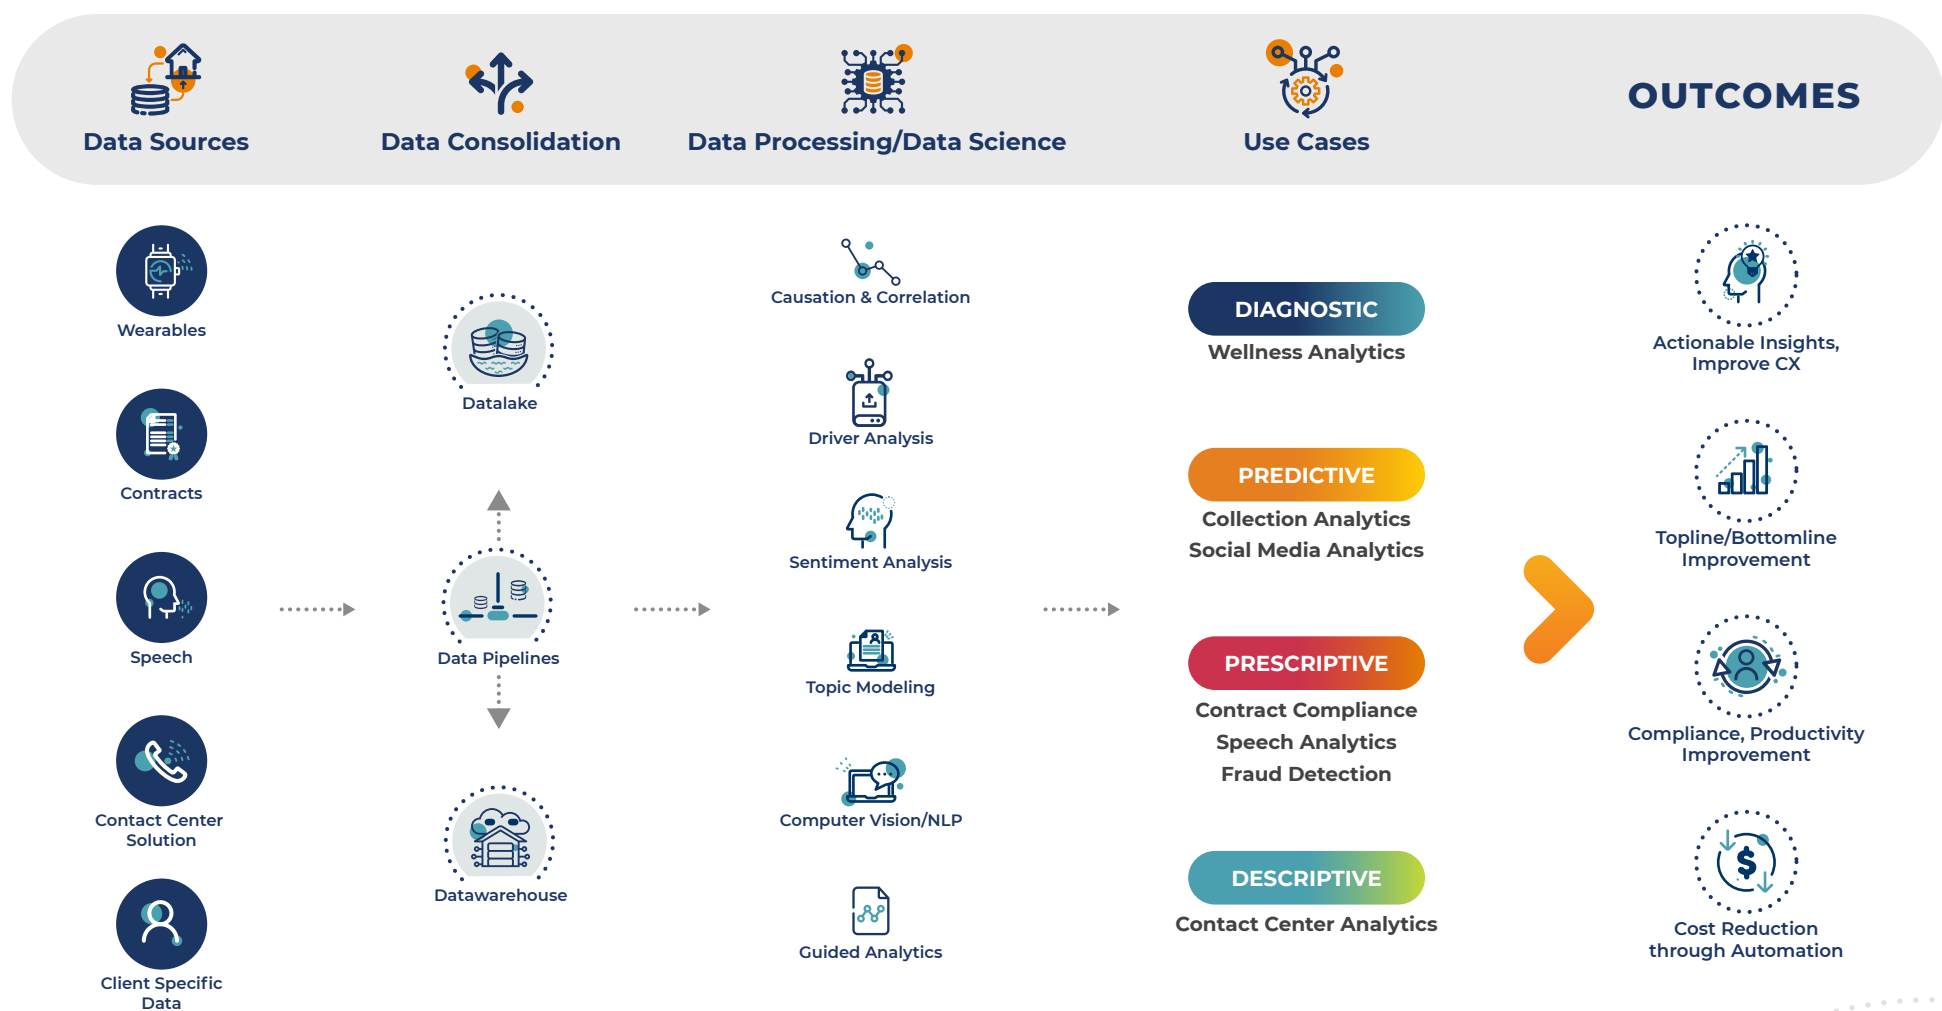 Data Sources
Data Consolidation
Data Processing/Data Science
Use Cases
OUTCOMES
Wearables
Contracts
Speech
Contact Center
Solution
Client Specific
Data
Datalake
Data Pipelines
Datawarehouse
Causation & Correlation
Driver Analysis
Sentiment Analysis
Topic Modeling
Computer Vision/NLP
Guided Analytics
DIAGNOSTIC
Wellness Analytics
PREDICTIVE
Collection Analytics
Social Media Analytics
PRESCRIPTIVE
Contract Compliance
Speech Analytics
Fraud Detection
DESCRIPTIVE
Contact Center Analytics
Actionable Insights,
Improve CX
Topline/Bottomline
Improvement
Compliance, Productivity
Improvement
$
Cost Reduction
through Automation